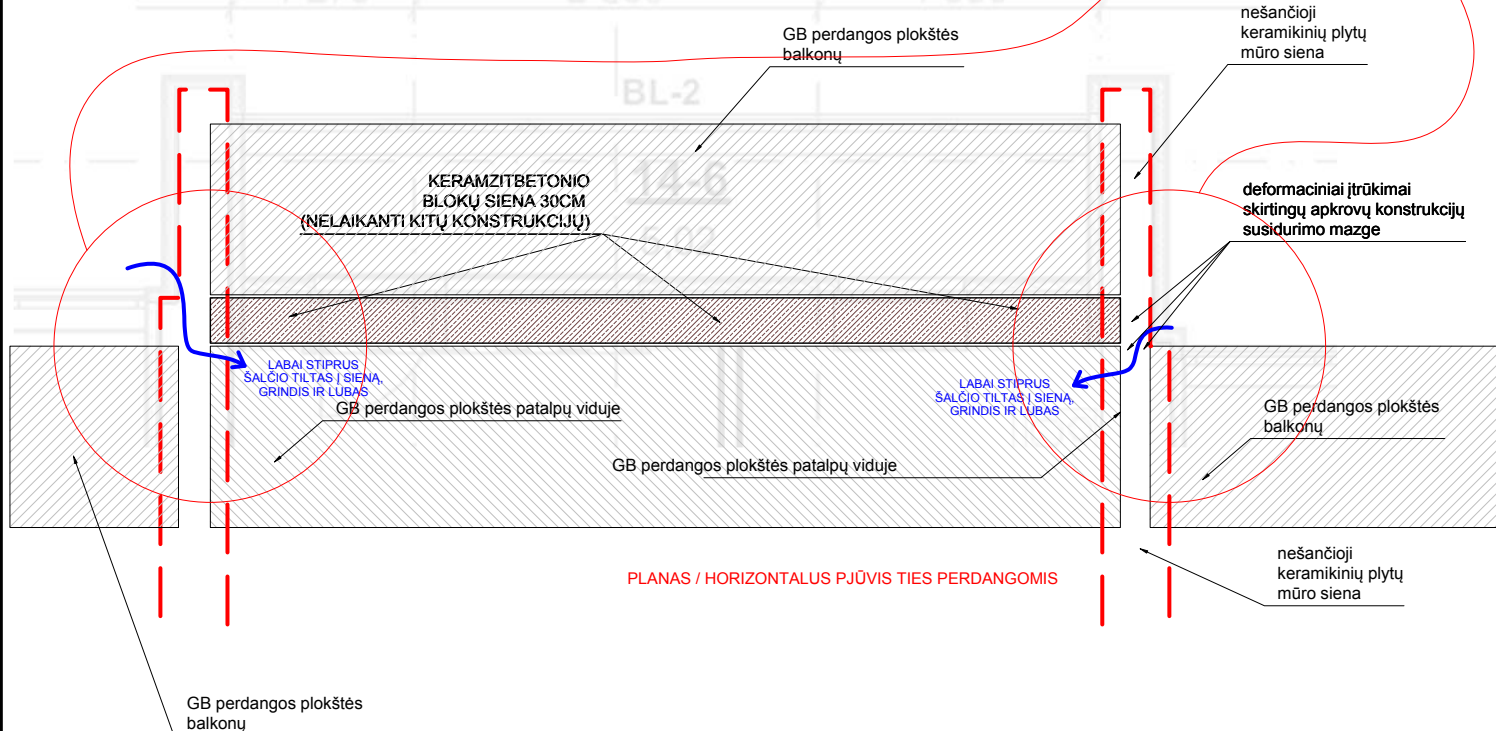 nešančioji
keramikinių plytų
mūro siena
GB perdangos plokštės
balkonų
BL-2
14-6
KERAMZITBETONIO
BLOKŲ SIENA 30CM
(NELAIKANTI KITŲ KONSTRUKCIJŲ)
deformaciniai įtrūkimai
skirtingų apkrovų konstrukcijų
susidurimo mazge
LABAI STIPRUS
ŠALČIO TILTAS Į SIENĄ,
GRINDIS IR LUBAS
LABAI STIPRUS
ŠALČIO TILTAS Į SIENĄ,
GRINDIS IR LUBAS
GB perdangos plokštės patalpų viduje
GB perdangos plokštės
balkonų
GB perdangos plokštės patalpų viduje
PLANAS / HORIZONTALUS PJŪVIS TIES PERDANGOMIS
nešančioji
keramikinių plytų
mūro siena
GB perdangos plokštės
balkonų